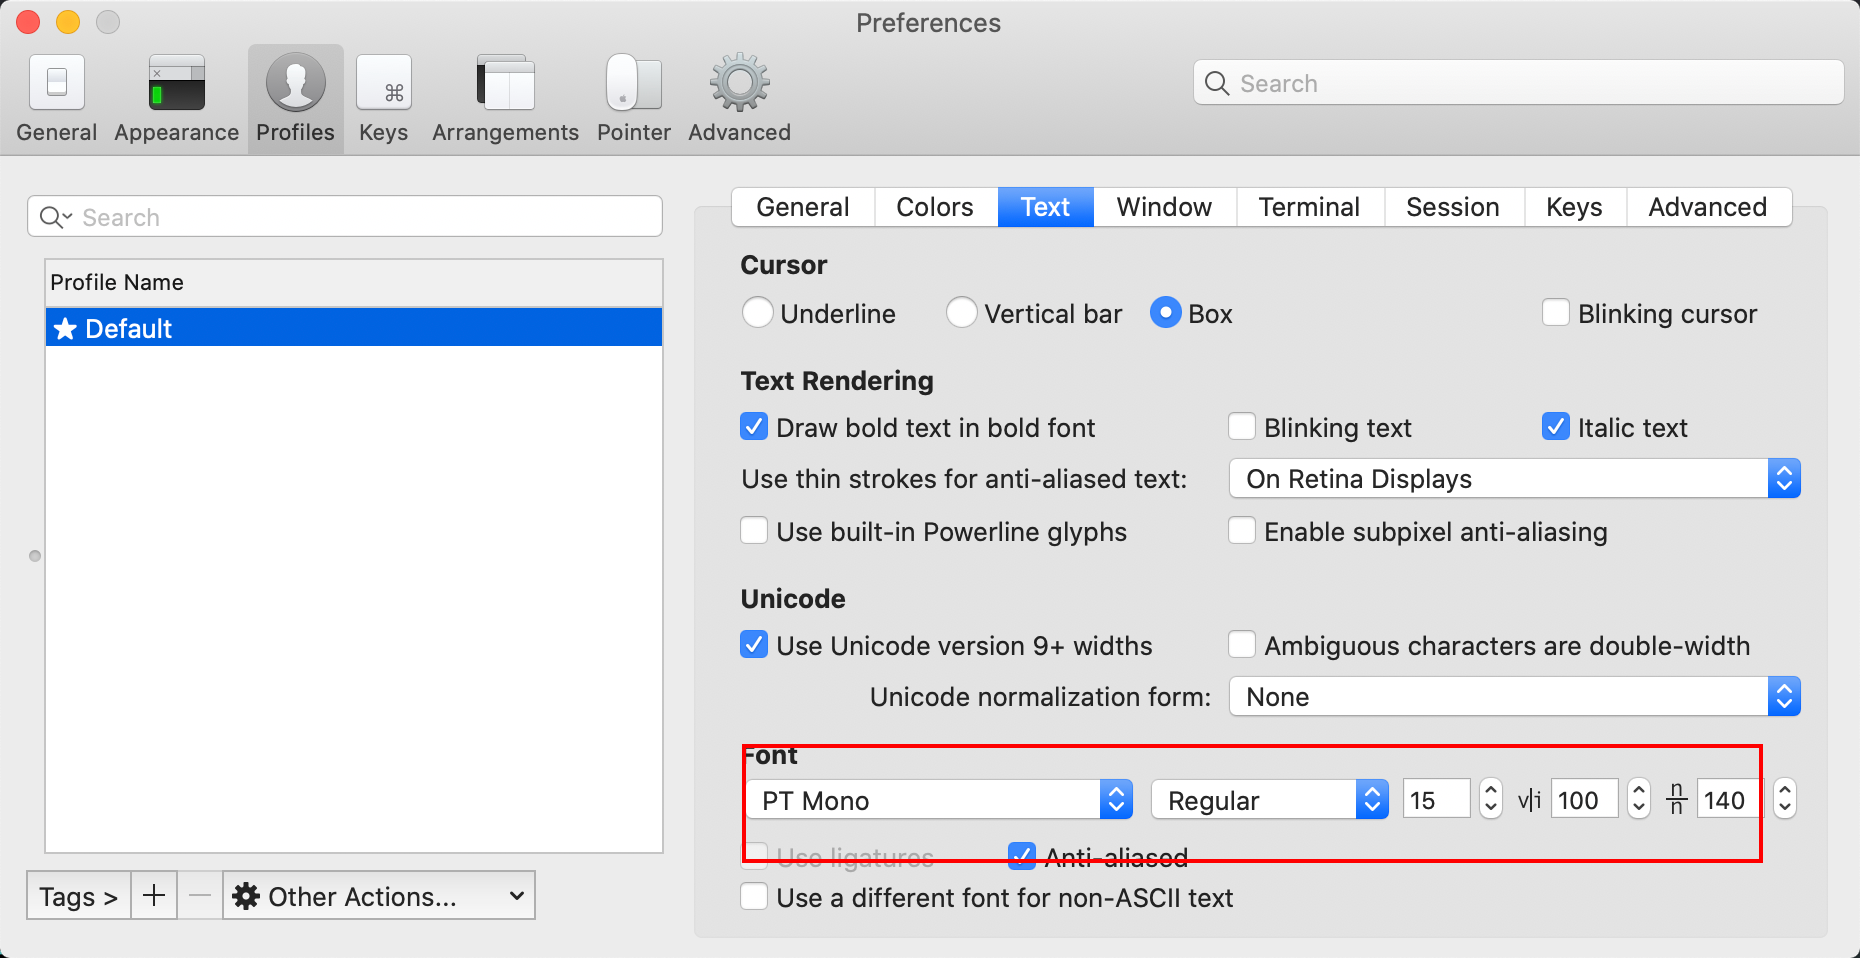 Preferences
General Appearance Profiles Keys Arrangements Pointer Advanced
Search
Search
Profile Name
Default
Tags >
Other Actions...
General Colors Text Window Terminal Session Keys Advanced
Cursor
Underline Vertical bar Box Blinking cursor
Text Rendering
Draw bold text in bold font Blinking text Italic text
Use thin strokes for anti-aliased text: On Retina Displays
Use built-in Powerline glyphs Enable subpixel anti-aliasing
Unicode
Use Unicode version 9+ widths Ambiguous characters are double-width
Unicode normalization form: None
Font
PT Mono Regular 15 v|i 100 n/n 140
Use ligatures Anti-aliased
Use a different font for non-ASCII text